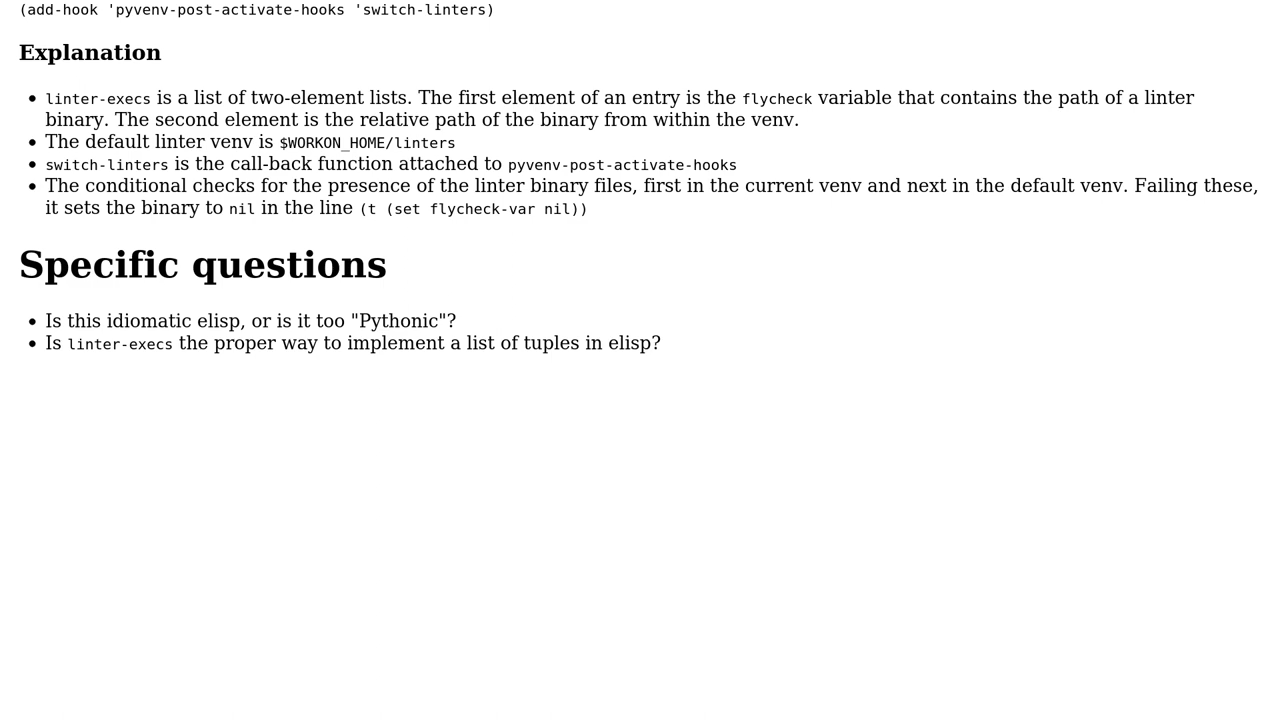 (add-hook 'pyvenv-post-activate-hooks 'switch-linters)
Explanation
• linter-execs is a list of two-element lists. The first element of an entry is the flycheck variable that contains the path of a linter
binary. The second element is the relative path of the binary from within the venv.
• The default linter venv is $WORKON_HOME/linters
• switch-linters is the call-back function attached to pyvenv-post-activate-hooks
• The conditional checks for the presence of the linter binary files, first in the current venv and next in the default venv. Failing these,
it sets the binary to nil in the line (t (set flycheck-var nil))
Specific questions
• Is this idiomatic elisp, or is it too "Pythonic"?
• Is linter-execs the proper way to implement a list of tuples in elisp?